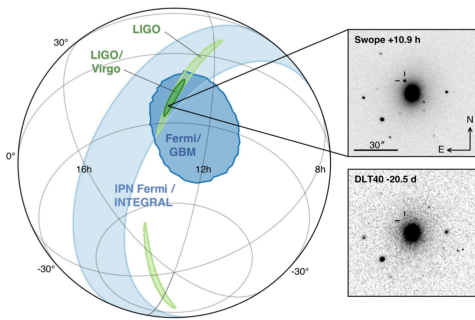 LIGO
LIGO/
Virgo
30°
0°
-30°
-30°
16h
12h
8h
Fermi/
GBM
IPN Fermi /
INTEGRAL
Swope +10.9 h
N
E
30"
DLT40 -20.5 d